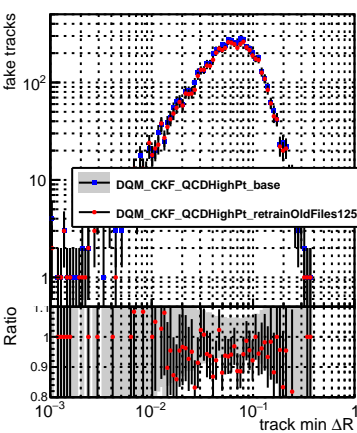 fake tracks
10²
10
1
DQM_CKF_QCDHighPt_base
DQM_CKF_QCDHighPt_retrainOldFiles125
Ratio
1.1
1
0.9
0.8
10⁻³ 10⁻² 10⁻¹ 1
track min ΔR